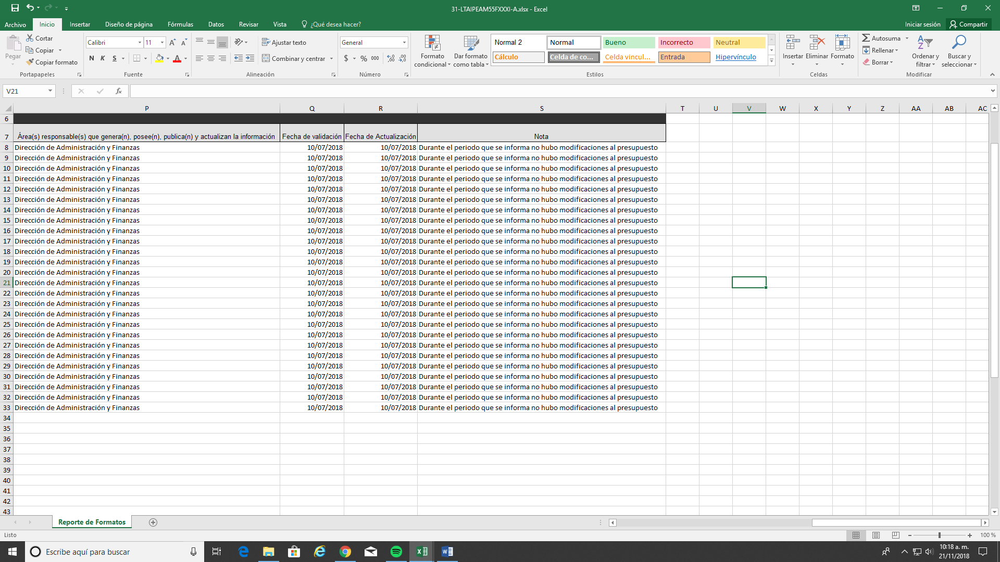 31-LTAIPEAM55FXXXI-A.xlsx - Excel
Archivo Inicio Insertar Diseño de página Fórmulas Datos Revisar Vista ¿Qué desea hacer? Iniciar sesión Compartir
Pegar Cortar Copiar Copiar formato Portapapeles
Calibri 11 N K S Fuente
Ajustar texto Combinar y centrar Alineación
General $ % 000 Número
Formato condicional Dar formato como tabla
Normal 2 Normal Bueno Incorrecto Neutral
Cálculo Celda de co... Celda vincul... Entrada Hipervínculo
Estilos
Insertar Eliminar Formato Celdas
Autosuma Rellenar Borrar Ordenar y filtrar Buscar y seleccionar Modificar
V21 fx
P Q R S T U V W X Y Z AA AB AC
6
7 Área(s) responsable(s) que genera(n), posee(n), publica(n) y actualizan la información Fecha de validación Fecha de Actualización Nota
8 Dirección de Administración y Finanzas 10/07/2018 10/07/2018 Durante el periodo que se informa no hubo modificaciones al presupuesto
9 Dirección de Administración y Finanzas 10/07/2018 10/07/2018 Durante el periodo que se informa no hubo modificaciones al presupuesto
10 Dirección de Administración y Finanzas 10/07/2018 10/07/2018 Durante el periodo que se informa no hubo modificaciones al presupuesto
11 Dirección de Administración y Finanzas 10/07/2018 10/07/2018 Durante el periodo que se informa no hubo modificaciones al presupuesto
12 Dirección de Administración y Finanzas 10/07/2018 10/07/2018 Durante el periodo que se informa no hubo modificaciones al presupuesto
13 Dirección de Administración y Finanzas 10/07/2018 10/07/2018 Durante el periodo que se informa no hubo modificaciones al presupuesto
14 Dirección de Administración y Finanzas 10/07/2018 10/07/2018 Durante el periodo que se informa no hubo modificaciones al presupuesto
15 Dirección de Administración y Finanzas 10/07/2018 10/07/2018 Durante el periodo que se informa no hubo modificaciones al presupuesto
16 Dirección de Administración y Finanzas 10/07/2018 10/07/2018 Durante el periodo que se informa no hubo modificaciones al presupuesto
17 Dirección de Administración y Finanzas 10/07/2018 10/07/2018 Durante el periodo que se informa no hubo modificaciones al presupuesto
18 Dirección de Administración y Finanzas 10/07/2018 10/07/2018 Durante el periodo que se informa no hubo modificaciones al presupuesto
19 Dirección de Administración y Finanzas 10/07/2018 10/07/2018 Durante el periodo que se informa no hubo modificaciones al presupuesto
20 Dirección de Administración y Finanzas 10/07/2018 10/07/2018 Durante el periodo que se informa no hubo modificaciones al presupuesto
21 Dirección de Administración y Finanzas 10/07/2018 10/07/2018 Durante el periodo que se informa no hubo modificaciones al presupuesto
22 Dirección de Administración y Finanzas 10/07/2018 10/07/2018 Durante el periodo que se informa no hubo modificaciones al presupuesto
23 Dirección de Administración y Finanzas 10/07/2018 10/07/2018 Durante el periodo que se informa no hubo modificaciones al presupuesto
24 Dirección de Administración y Finanzas 10/07/2018 10/07/2018 Durante el periodo que se informa no hubo modificaciones al presupuesto
25 Dirección de Administración y Finanzas 10/07/2018 10/07/2018 Durante el periodo que se informa no hubo modificaciones al presupuesto
26 Dirección de Administración y Finanzas 10/07/2018 10/07/2018 Durante el periodo que se informa no hubo modificaciones al presupuesto
27 Dirección de Administración y Finanzas 10/07/2018 10/07/2018 Durante el periodo que se informa no hubo modificaciones al presupuesto
28 Dirección de Administración y Finanzas 10/07/2018 10/07/2018 Durante el periodo que se informa no hubo modificaciones al presupuesto
29 Dirección de Administración y Finanzas 10/07/2018 10/07/2018 Durante el periodo que se informa no hubo modificaciones al presupuesto
30 Dirección de Administración y Finanzas 10/07/2018 10/07/2018 Durante el periodo que se informa no hubo modificaciones al presupuesto
31 Dirección de Administración y Finanzas 10/07/2018 10/07/2018 Durante el periodo que se informa no hubo modificaciones al presupuesto
32 Dirección de Administración y Finanzas 10/07/2018 10/07/2018 Durante el periodo que se informa no hubo modificaciones al presupuesto
33 Dirección de Administración y Finanzas 10/07/2018 10/07/2018 Durante el periodo que se informa no hubo modificaciones al presupuesto
34
35
36
37
38
39
40
41
42
43
Reporte de Formatos
Listo 100 %
Escribe aquí para buscar
10:18 a. m.
21/11/2018